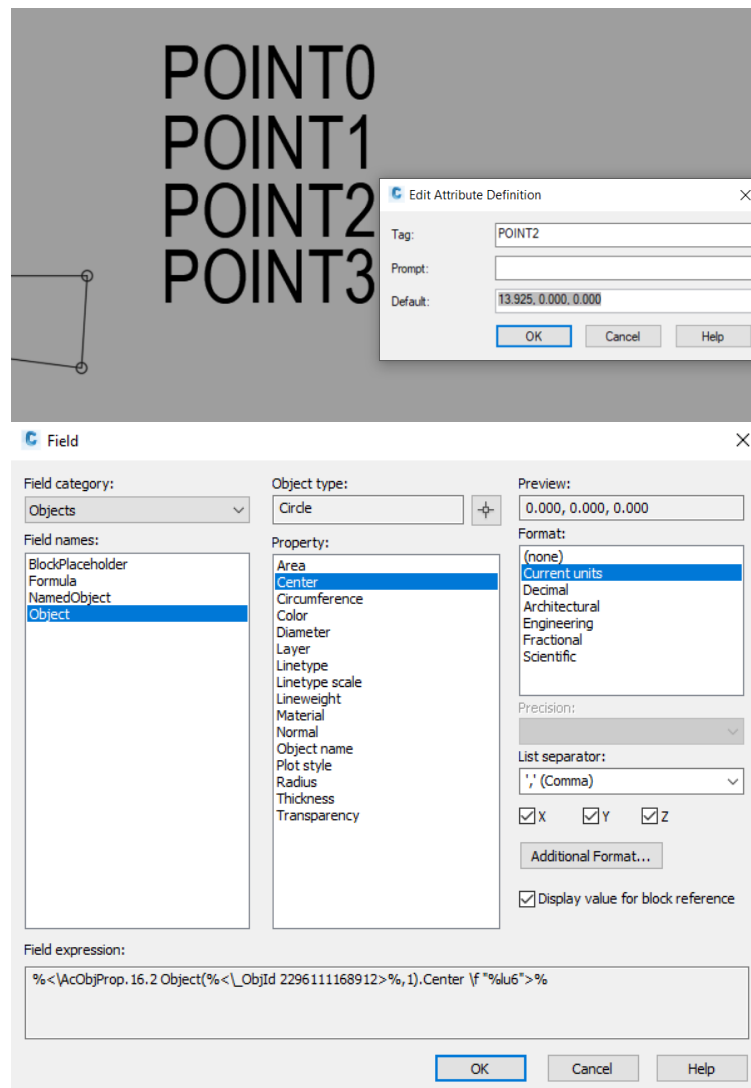 POINT0
POINT1
POINT2
POINT3
Edit Attribute Definition
Tag:
POINT2
Prompt:
Default:
13.925, 0.000, 0.000
OK
Cancel
Help
Field
Field category:
Objects
Field names:
BlockPlaceholder
Formula
NamedObject
Object
Object type:
Circle
Property:
Area
Center
Circumference
Color
Diameter
Layer
Linetype
Linetype scale
Lineweight
Material
Normal
Object name
Plot style
Radius
Thickness
Transparency
Preview:
0.000, 0.000, 0.000
Format:
(none)
Current units
Decimal
Architectural
Engineering
Fractional
Scientific
Precision:
List separator:
',' (Comma)
X Y Z
Additional Format...
Display value for block reference
Field expression:
%<\AcObjProp.16.2 Object(%<\_ObjId 2296111168912>%,1).Center \f "%lu6">%
OK
Cancel
Help